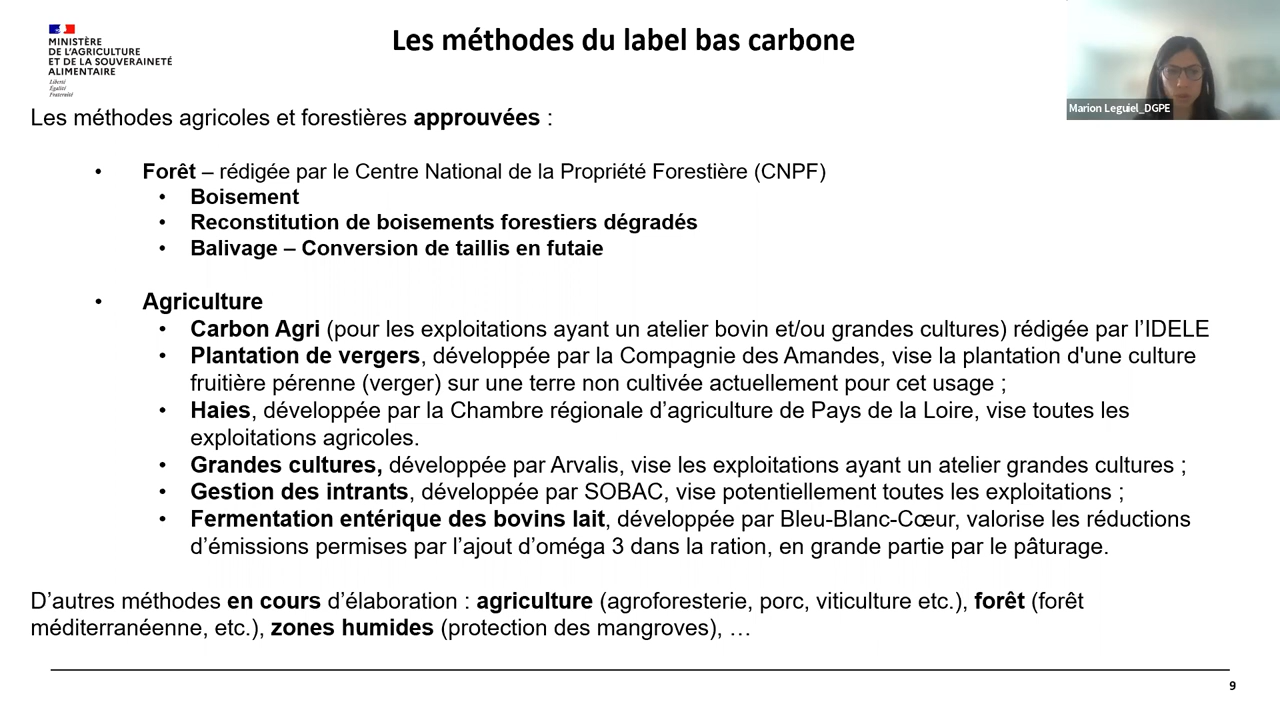 MINISTÈRE
DE L'AGRICULTURE
ET DE LA SOUVERAINETÉ
ALIMENTAIRE
Liberté
Égalité
Fraternité
Les méthodes du label bas carbone
Marion Leguiel_DGPE
Les méthodes agricoles et forestières approuvées :
• Forêt – rédigée par le Centre National de la Propriété Forestière (CNPF)
• Boisement
• Reconstitution de boisements forestiers dégradés
• Balivage – Conversion de taillis en futaie
• Agriculture
• Carbon Agri (pour les exploitations ayant un atelier bovin et/ou grandes cultures) rédigée par l’IDELE
• Plantation de vergers, développée par la Compagnie des Amandes, vise la plantation d'une culture
fruitière pérenne (verger) sur une terre non cultivée actuellement pour cet usage ;
• Haies, développée par la Chambre régionale d’agriculture de Pays de la Loire, vise toutes les
exploitations agricoles.
• Grandes cultures, développée par Arvalis, vise les exploitations ayant un atelier grandes cultures ;
• Gestion des intrants, développée par SOBAC, vise potentiellement toutes les exploitations ;
• Fermentation entérique des bovins lait, développée par Bleu-Blanc-Cœur, valorise les réductions
d’émissions permises par l’ajout d’oméga 3 dans la ration, en grande partie par le pâturage.
D’autres méthodes en cours d’élaboration : agriculture (agroforesterie, porc, viticulture etc.), forêt (forêt
méditerranéenne, etc.), zones humides (protection des mangroves), …
9